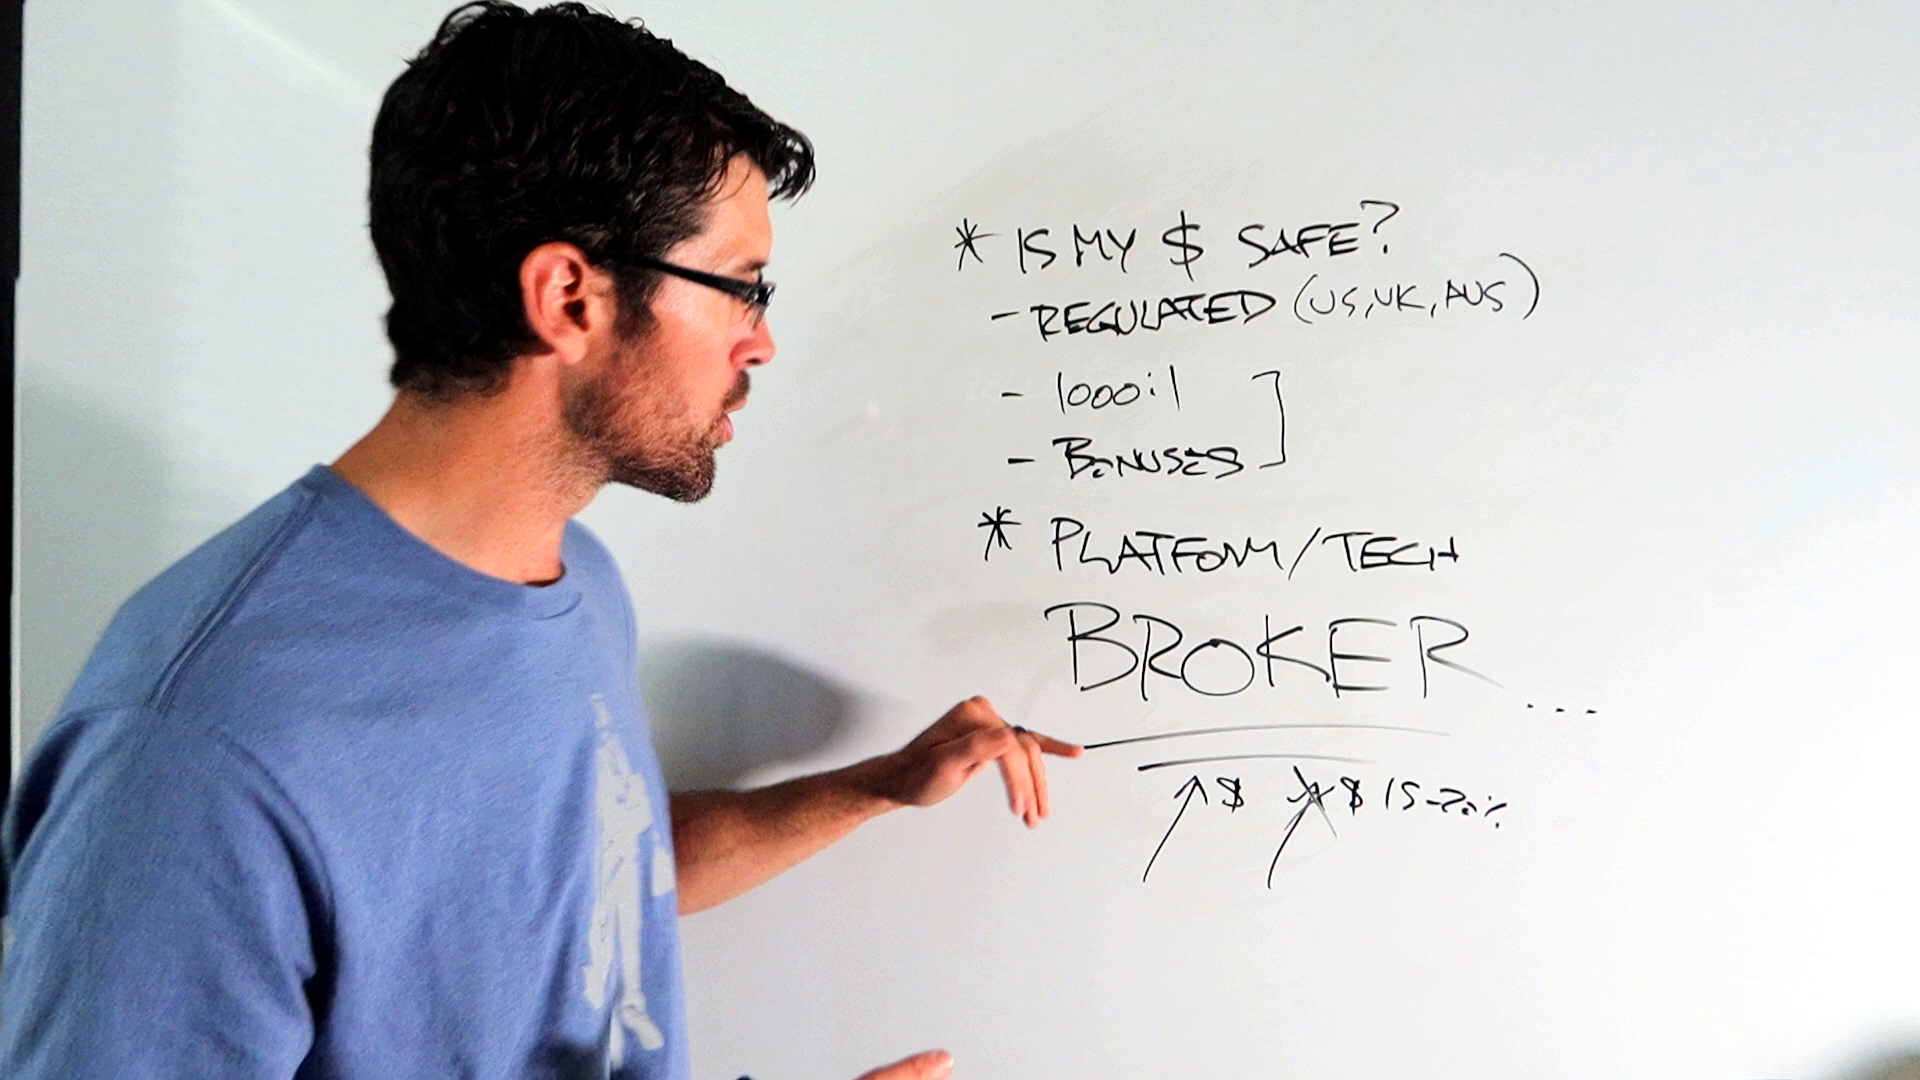 * IS MY $ SAFE?
- REGULATED (US, UK, AUS)
- 1000:1
- BONUSES
* PLATFORM/TECH
BROKER...
$ $ 15-20%